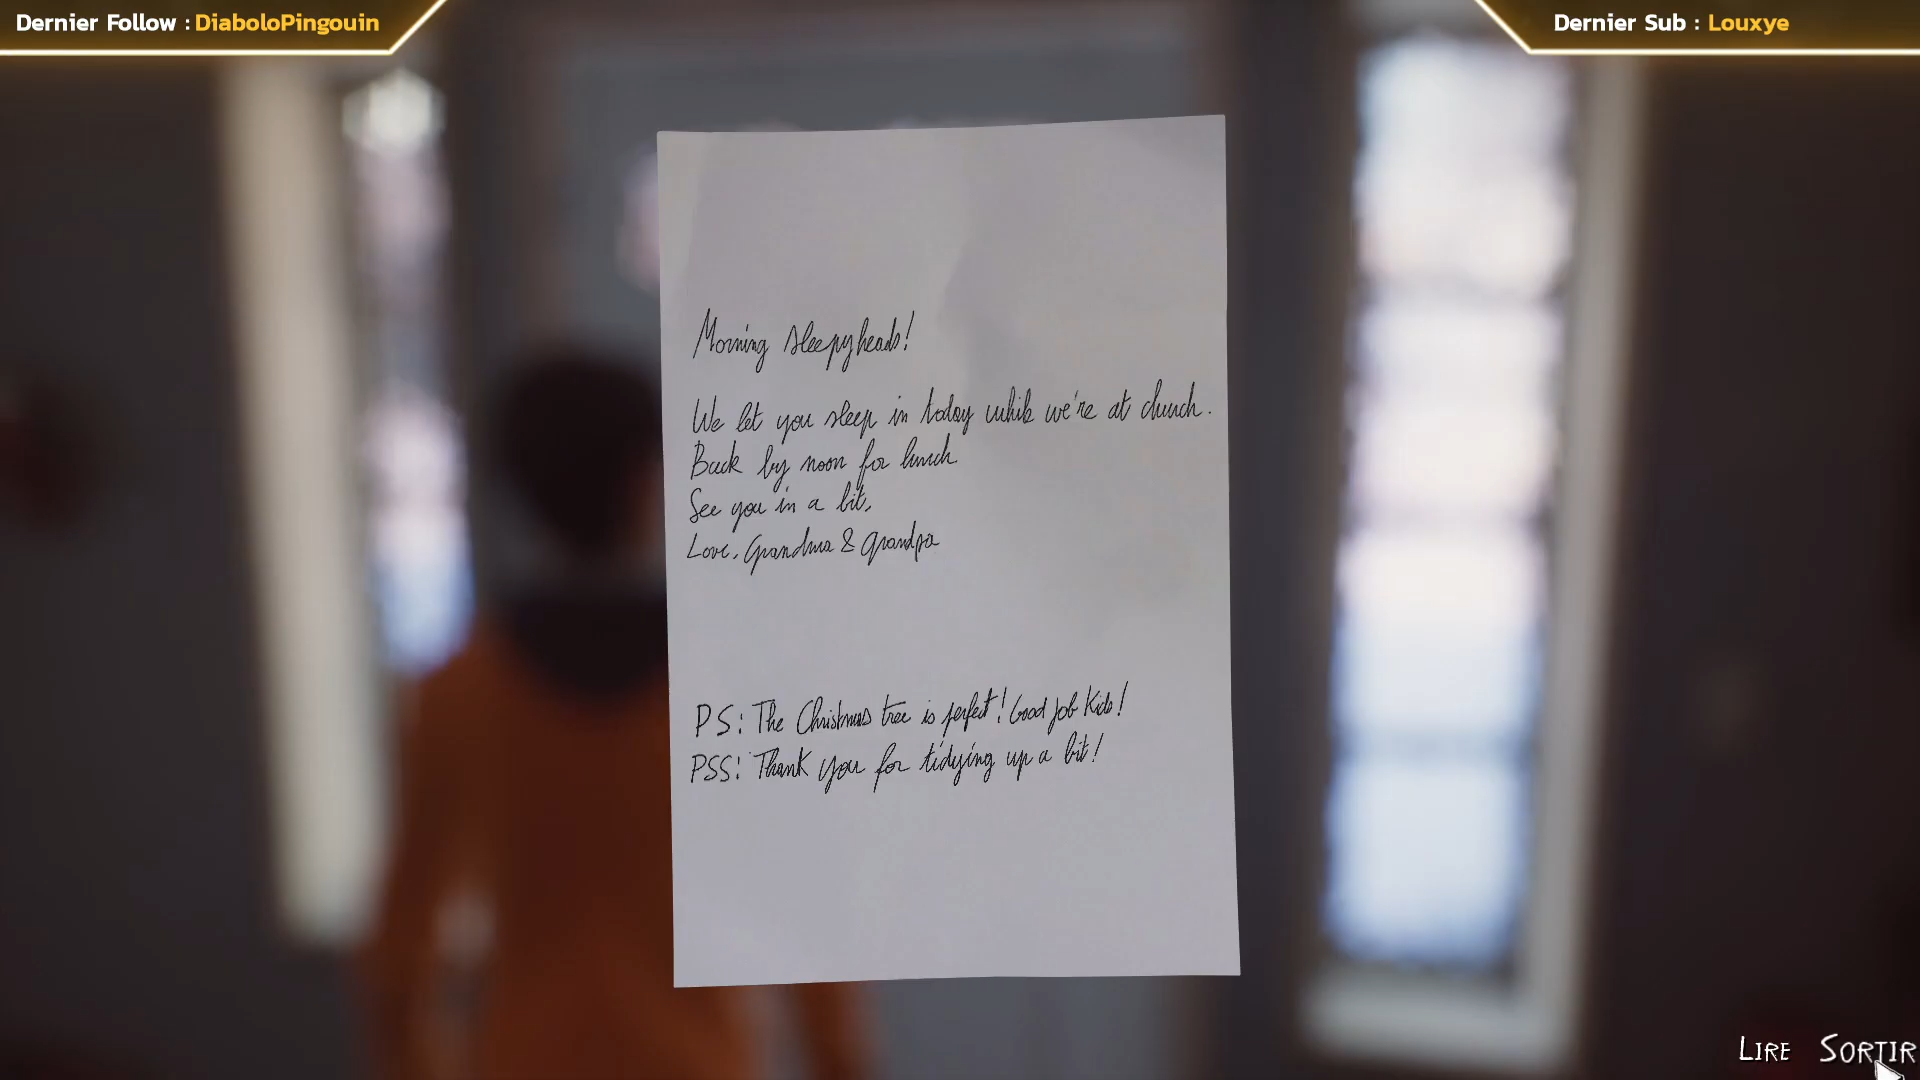 Dernier Follow : DiaboloPingouin
Dernier Sub : Louxye
Morning sleepyheads!
We let you sleep in today while we're at church.
Back by noon for lunch
See you in a bit,
Love, Grandma & Grandpa
PS: The Christmas tree is perfect! Good job kids!
PSS: Thank you for tidying up a bit!
LIRE SORTIR